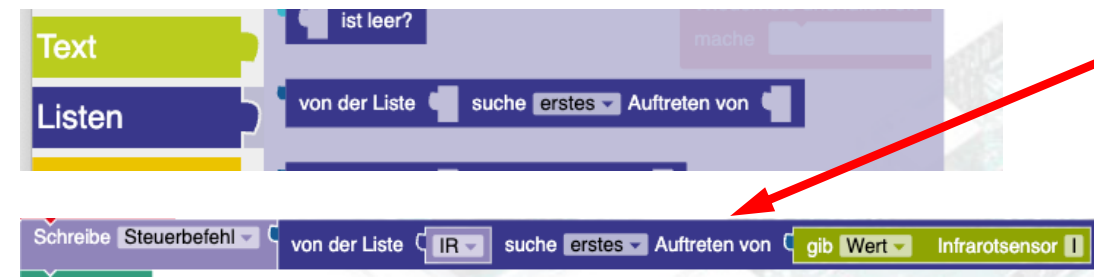 ist leer?
Text
mache
von der Liste suche erstes Auftreten von
Listen
Schreibe Steuerbefehl von der Liste IR suche erstes Auftreten von gib Wert Infrarotsensor I